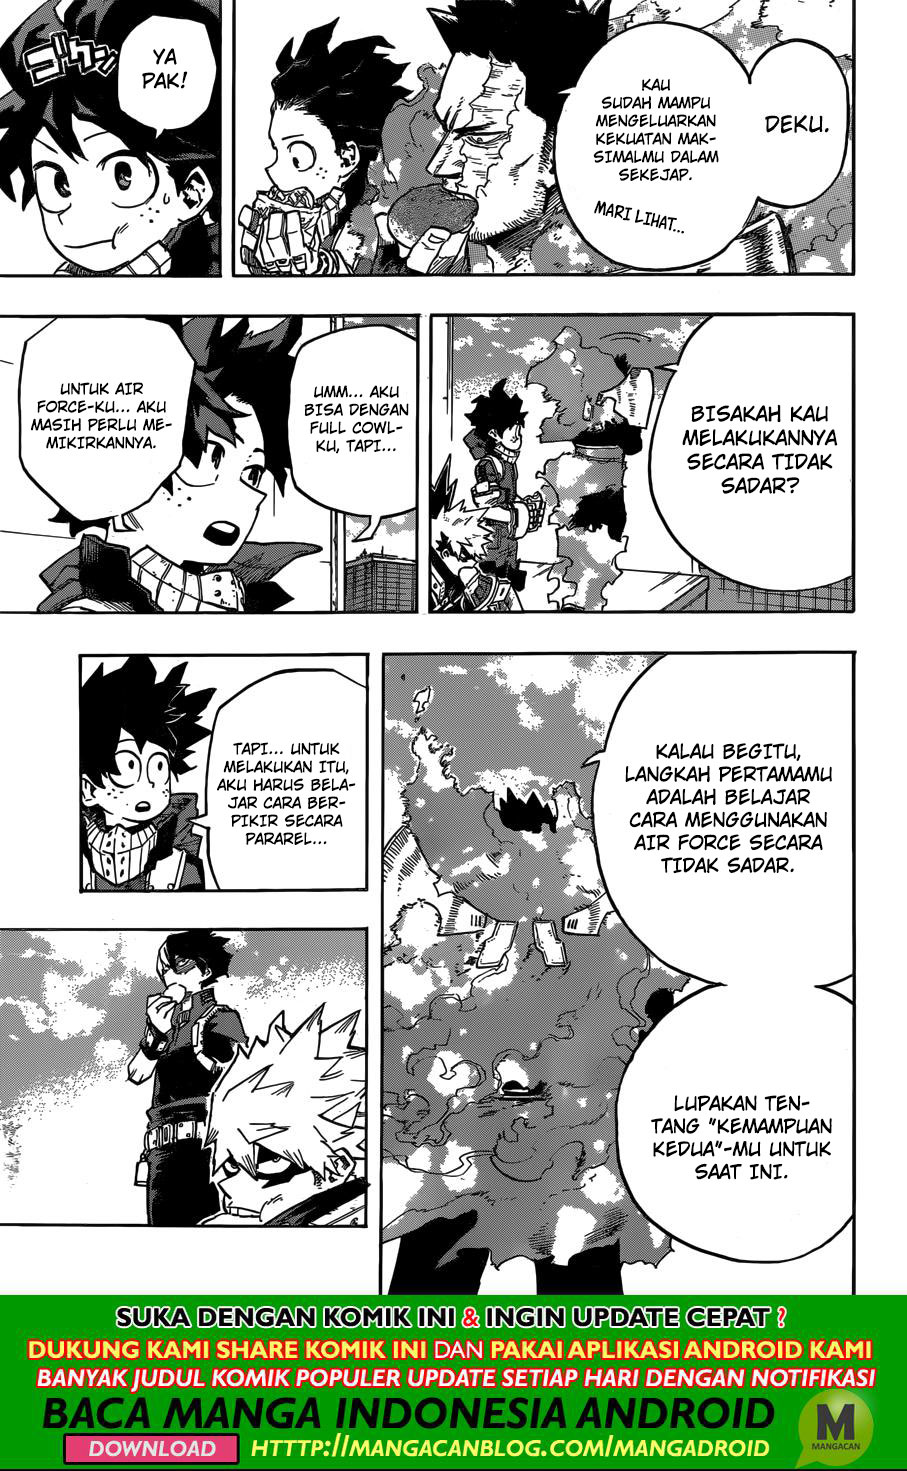 DEKU.
KAU
SUDAH MAMPU
MENGELUARKAN
KEKUATAN MAK-
SIMALMU DALAM
SEKEJAP.
MARI LIHAT...
YA
PAK!
ゴクン
BISAKAH KAU
MELAKUKANNYA
SECARA TIDAK
SADAR?
UMM... AKU
BISA DENGAN
FULL COWL-
KU, TAPI...
UNTUK AIR
FORCE-KU... AKU
MASIH PERLU ME-
MIKIRKANNYA.
KALAU BEGITU,
LANGKAH PERTAMAMU
ADALAH BELAJAR
CARA MENGGUNAKAN
AIR FORCE SECARA
TIDAK SADAR.
LUPAKAN TEN-
TANG "KEMAMPUAN
KEDUA"-MU UNTUK
SAAT INI.
TAPI... UNTUK
MELAKUKAN ITU,
AKU HARUS BELA-
JAR CARA BER-
PIKIR SECARA
PARAREL...
SUKA DENGAN KOMIK INI & INGIN UPDATE CEPAT ?
DUKUNG KAMI SHARE KOMIK INI DAN PAKAI APLIKASI ANDROID KAMI
BANYAK JUDUL KOMIK POPULER UPDATE SETIAP HARI DENGAN NOTIFIKASI
BACA MANGA INDONESIA ANDROID
DOWNLOAD HTTTP://MANGACANBLOG.COM/MANGADROID
M
MANGACAN